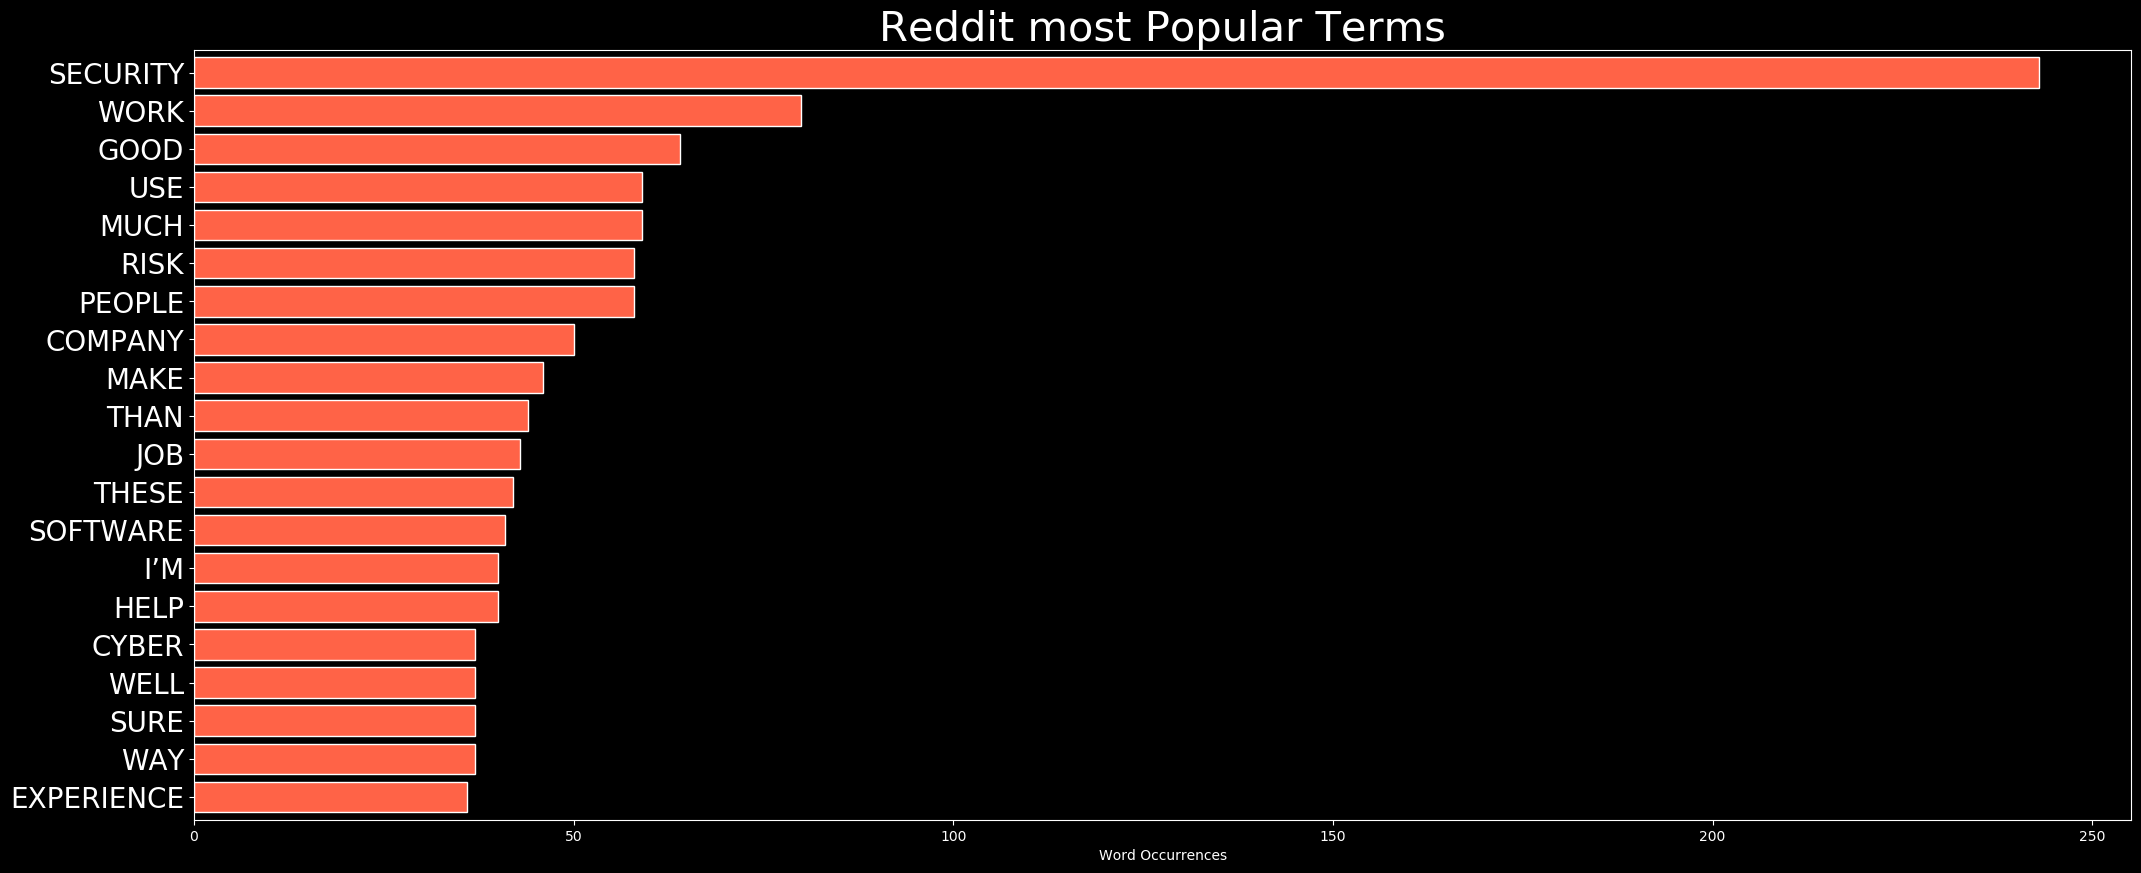 Reddit most Popular Terms
SECURITY
WORK
GOOD
USE
MUCH
RISK
PEOPLE
COMPANY
MAKE
THAN
JOB
THESE
SOFTWARE
I’M
HELP
CYBER
WELL
SURE
WAY
EXPERIENCE
0 50 100 150 200 250
Word Occurrences